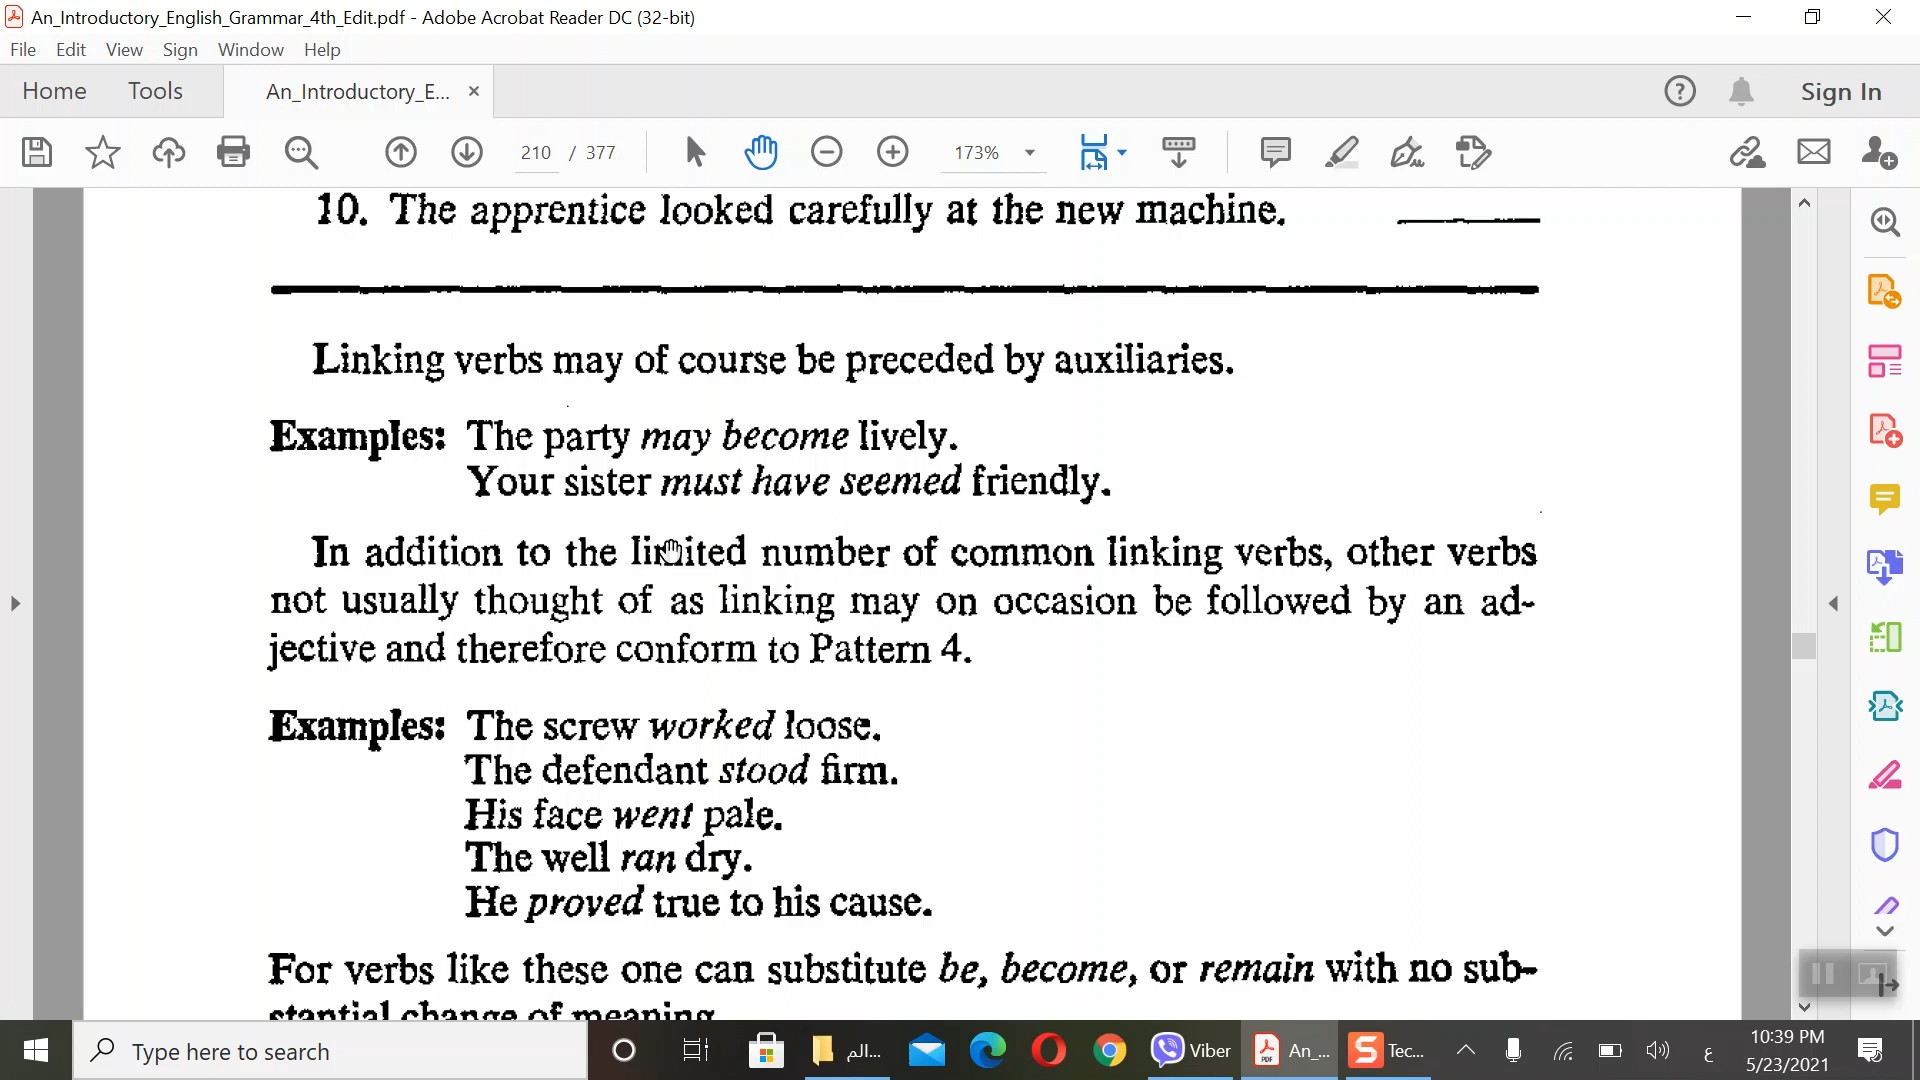 An_Introductory_English_Grammar_4th_Edit.pdf - Adobe Acrobat Reader DC (32-bit)
File Edit View Sign Window Help
Home Tools An_Introductory_E... × Sign In
210 / 377 173%
10. The apprentice looked carefully at the new machine.
Linking verbs may of course be preceded by auxiliaries.
Examples: The party may become lively.
Your sister must have seemed friendly.
In addition to the limited number of common linking verbs, other verbs
not usually thought of as linking may on occasion be followed by an ad-
jective and therefore conform to Pattern 4.
Examples: The screw worked loose.
The defendant stood firm.
His face went pale.
The well ran dry.
He proved true to his cause.
For verbs like these one can substitute be, become, or remain with no sub-
stantial change of meaning.
Type here to search
الم...
Viber
An_...
Tec...
ع
10:39 PM
5/23/2021